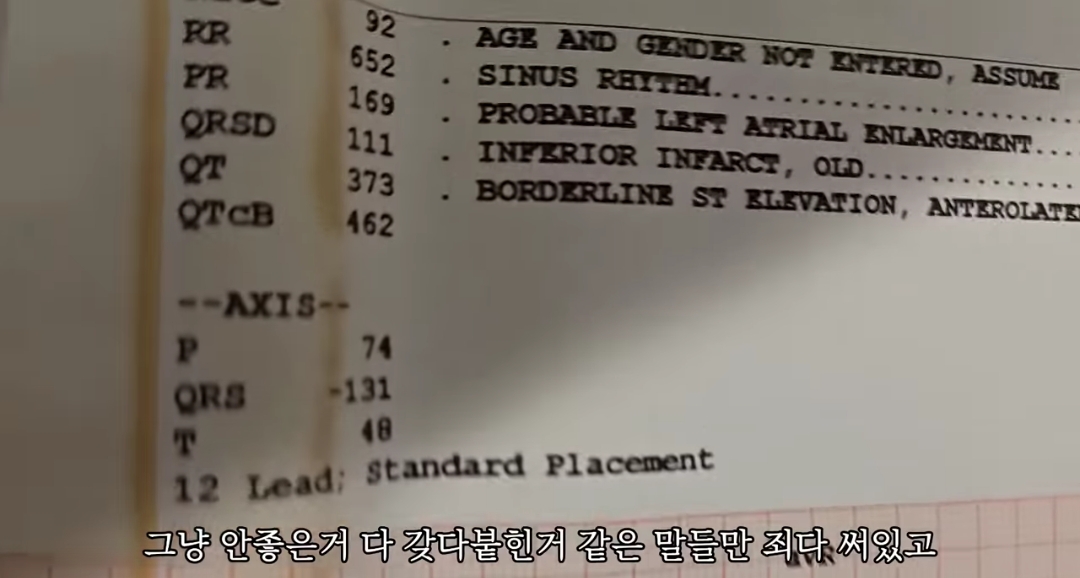 RR 92 . AGE AND GENDER NOT ENTERED, ASSUME
PR 652 . SINUS RHYTHM......................
QRSD 169 . PROBABLE LEFT ATRIAL ENLARGEMENT....
QT 111 . INFERIOR INFARCT, OLD...............
QTcB 373 . BORDERLINE ST ELEVATION, ANTEROLATE
462
--AXIS--
P 74
QRS -131
T 48
12 Lead; Standard Placement
그냥 안좋은거 다 갖다붙힌거 같은 말들만 죄다 써있고